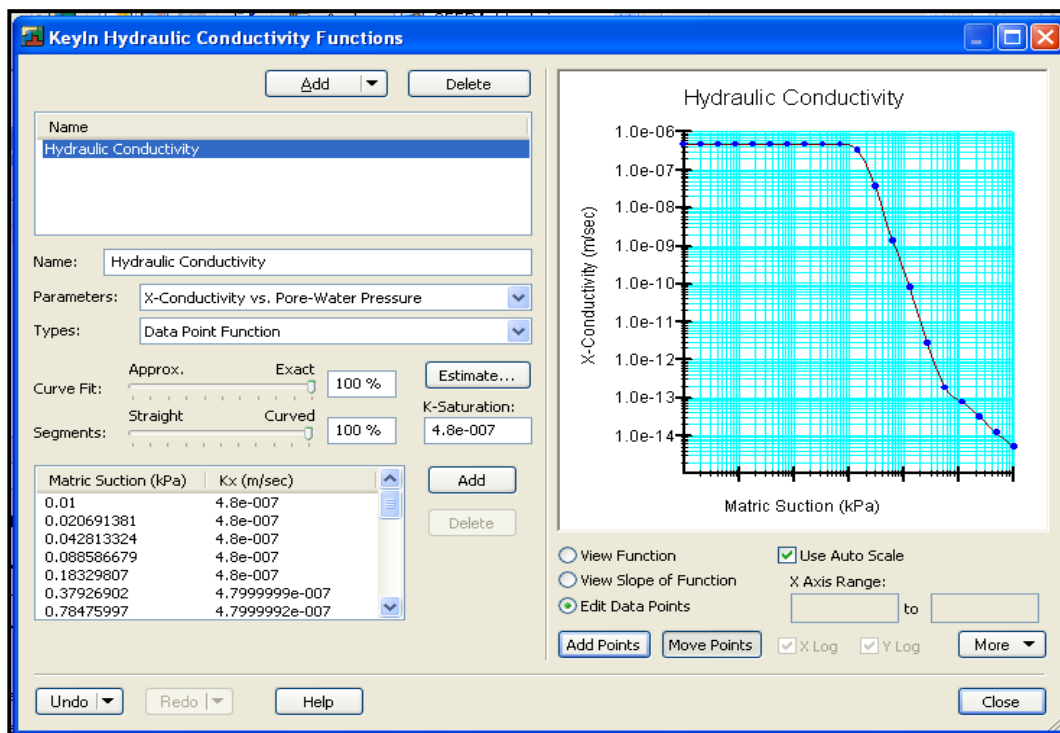 KeyIn Hydraulic Conductivity Functions
Add
Delete
Name
Hydraulic Conductivity
Name: Hydraulic Conductivity
Parameters: X-Conductivity vs. Pore-Water Pressure
Types: Data Point Function
Approx. Exact
Curve Fit: 100 %
Estimate...
Straight Curved
Segments: 100 %
K-Saturation:
4.8e-007
Matric Suction (kPa) Kx (m/sec)
0.01 4.8e-007
0.020691381 4.8e-007
0.042813324 4.8e-007
0.088586679 4.8e-007
0.18329807 4.8e-007
0.37926902 4.7999999e-007
0.78475997 4.7999992e-007
Add
Delete
Hydraulic Conductivity
X-Conductivity (m/sec)
1.0e-06
1.0e-07
1.0e-08
1.0e-09
1.0e-10
1.0e-11
1.0e-12
1.0e-13
1.0e-14
Matric Suction (kPa)
View Function
View Slope of Function
Edit Data Points
Use Auto Scale
X Axis Range:
to
Add Points
Move Points
X Log
Y Log
More
Undo
Redo
Help
Close